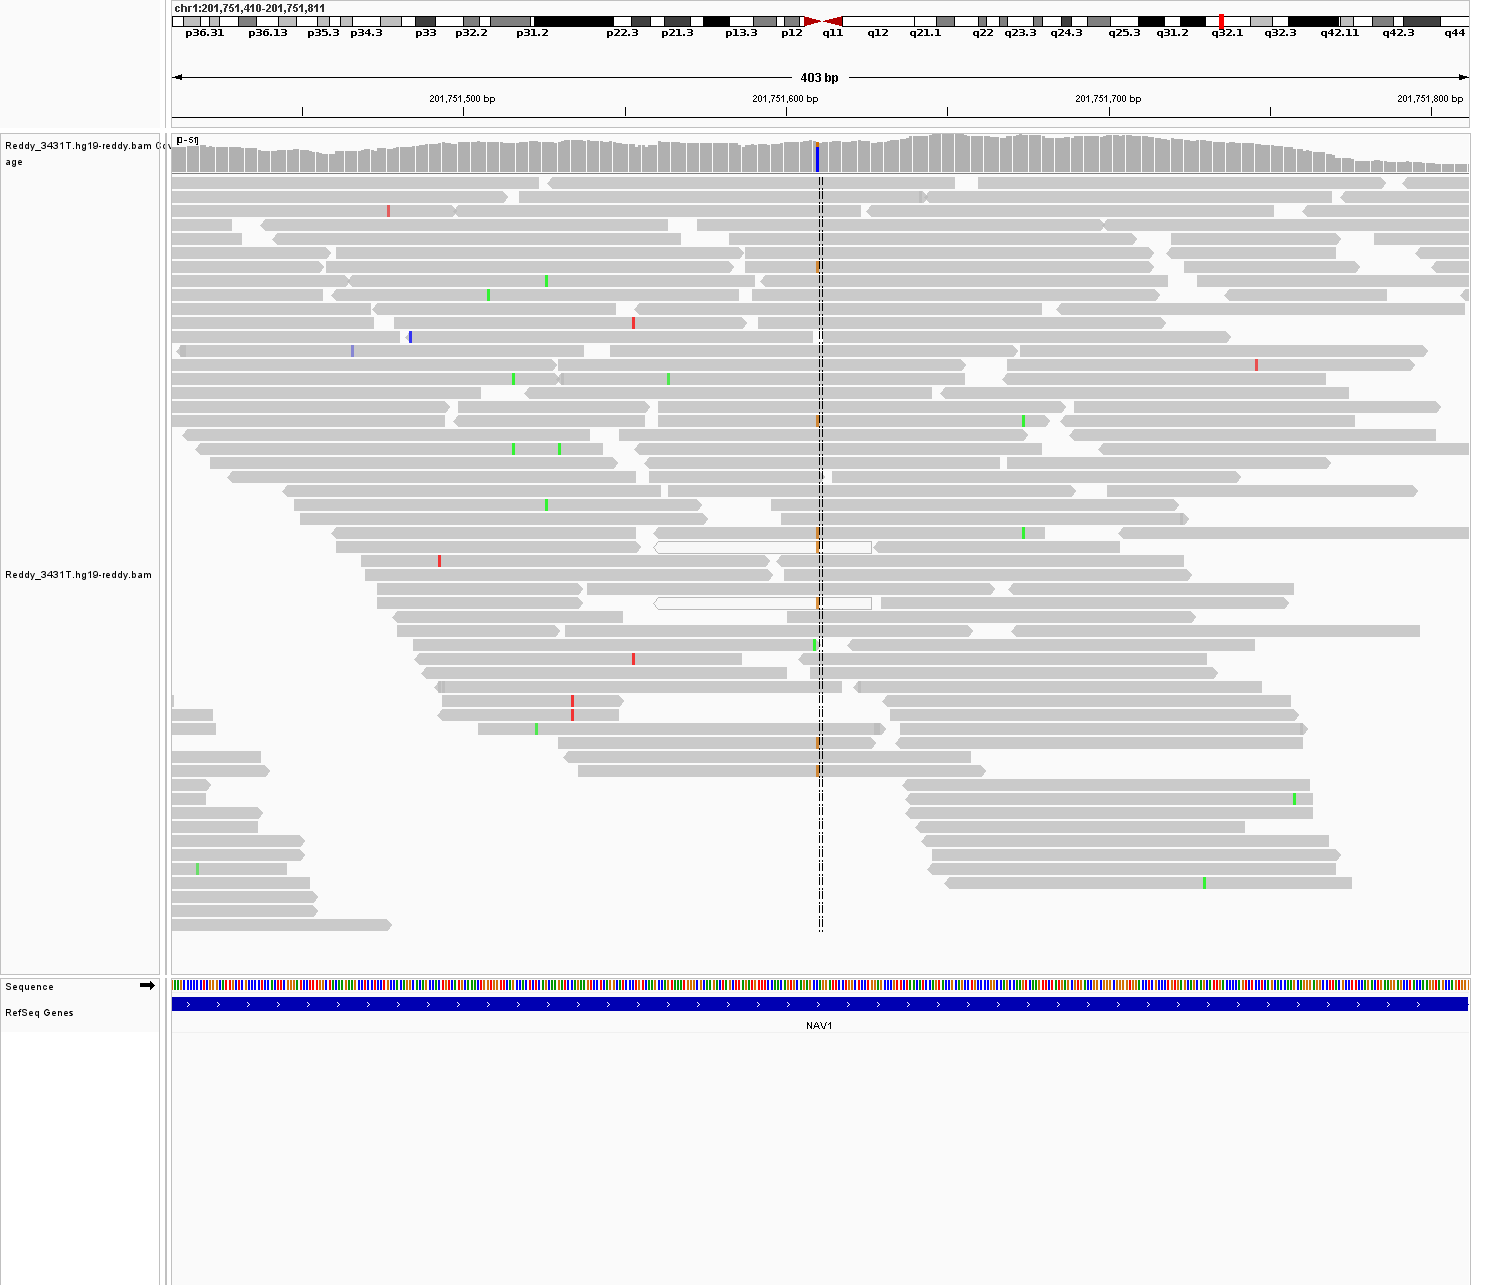 chr1:201,751,410-201,751,811
p36.31 p36.13 p35.3 p34.3 p33 p32.2 p31.2 p22.3 p21.3 p13.3 p12 q11 q12 q21.1 q22 q23.3 q24.3 q25.3 q31.2 q32.1 q32.3 q42.11 q42.3 q44
403 bp
201,751,500 bp 201,751,600 bp 201,751,700 bp 201,751,800 bp
Reddy_3431T.hg19-reddy.bam Cov
age
[0 - 51]
Reddy_3431T.hg19-reddy.bam
Sequence
RefSeq Genes
NAV1